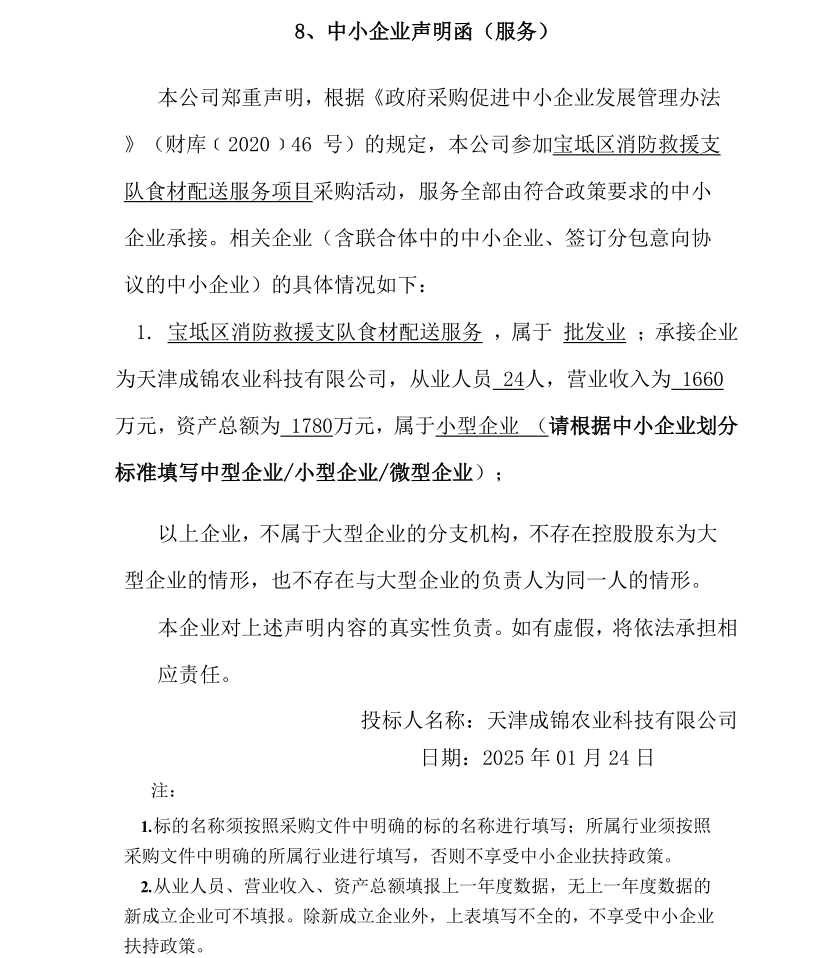 8、中小企业声明函（服务）
本公司郑重声明，根据《政府采购促进中小企业发展管理办法
》（财库﹝2020﹞46 号）的规定，本公司参加宝坻区消防救援支
队食材配送服务项目采购活动，服务全部由符合政策要求的中小
企业承接。相关企业（含联合体中的中小企业、签订分包意向协
议的中小企业）的具体情况如下：
1. 宝坻区消防救援支队食材配送服务 ，属于 批发业 ；承接企业
为天津成锦农业科技有限公司，从业人员 24人，营业收入为 1660
万元，资产总额为 1780万元，属于小型企业 （请根据中小企业划分
标准填写中型企业/小型企业/微型企业）；
以上企业，不属于大型企业的分支机构，不存在控股股东为大
型企业的情形，也不存在与大型企业的负责人为同一人的情形。
本企业对上述声明内容的真实性负责。如有虚假，将依法承担相
应责任。
投标人名称：天津成锦农业科技有限公司
日期：2025 年 01 月 24 日
注：
1.标的名称须按照采购文件中明确的标的名称进行填写；所属行业须按照
采购文件中明确的所属行业进行填写，否则不享受中小企业扶持政策。
2.从业人员、营业收入、资产总额填报上一年度数据，无上一年度数据的
新成立企业可不填报。除新成立企业外，上表填写不全的，不享受中小企业
扶持政策。